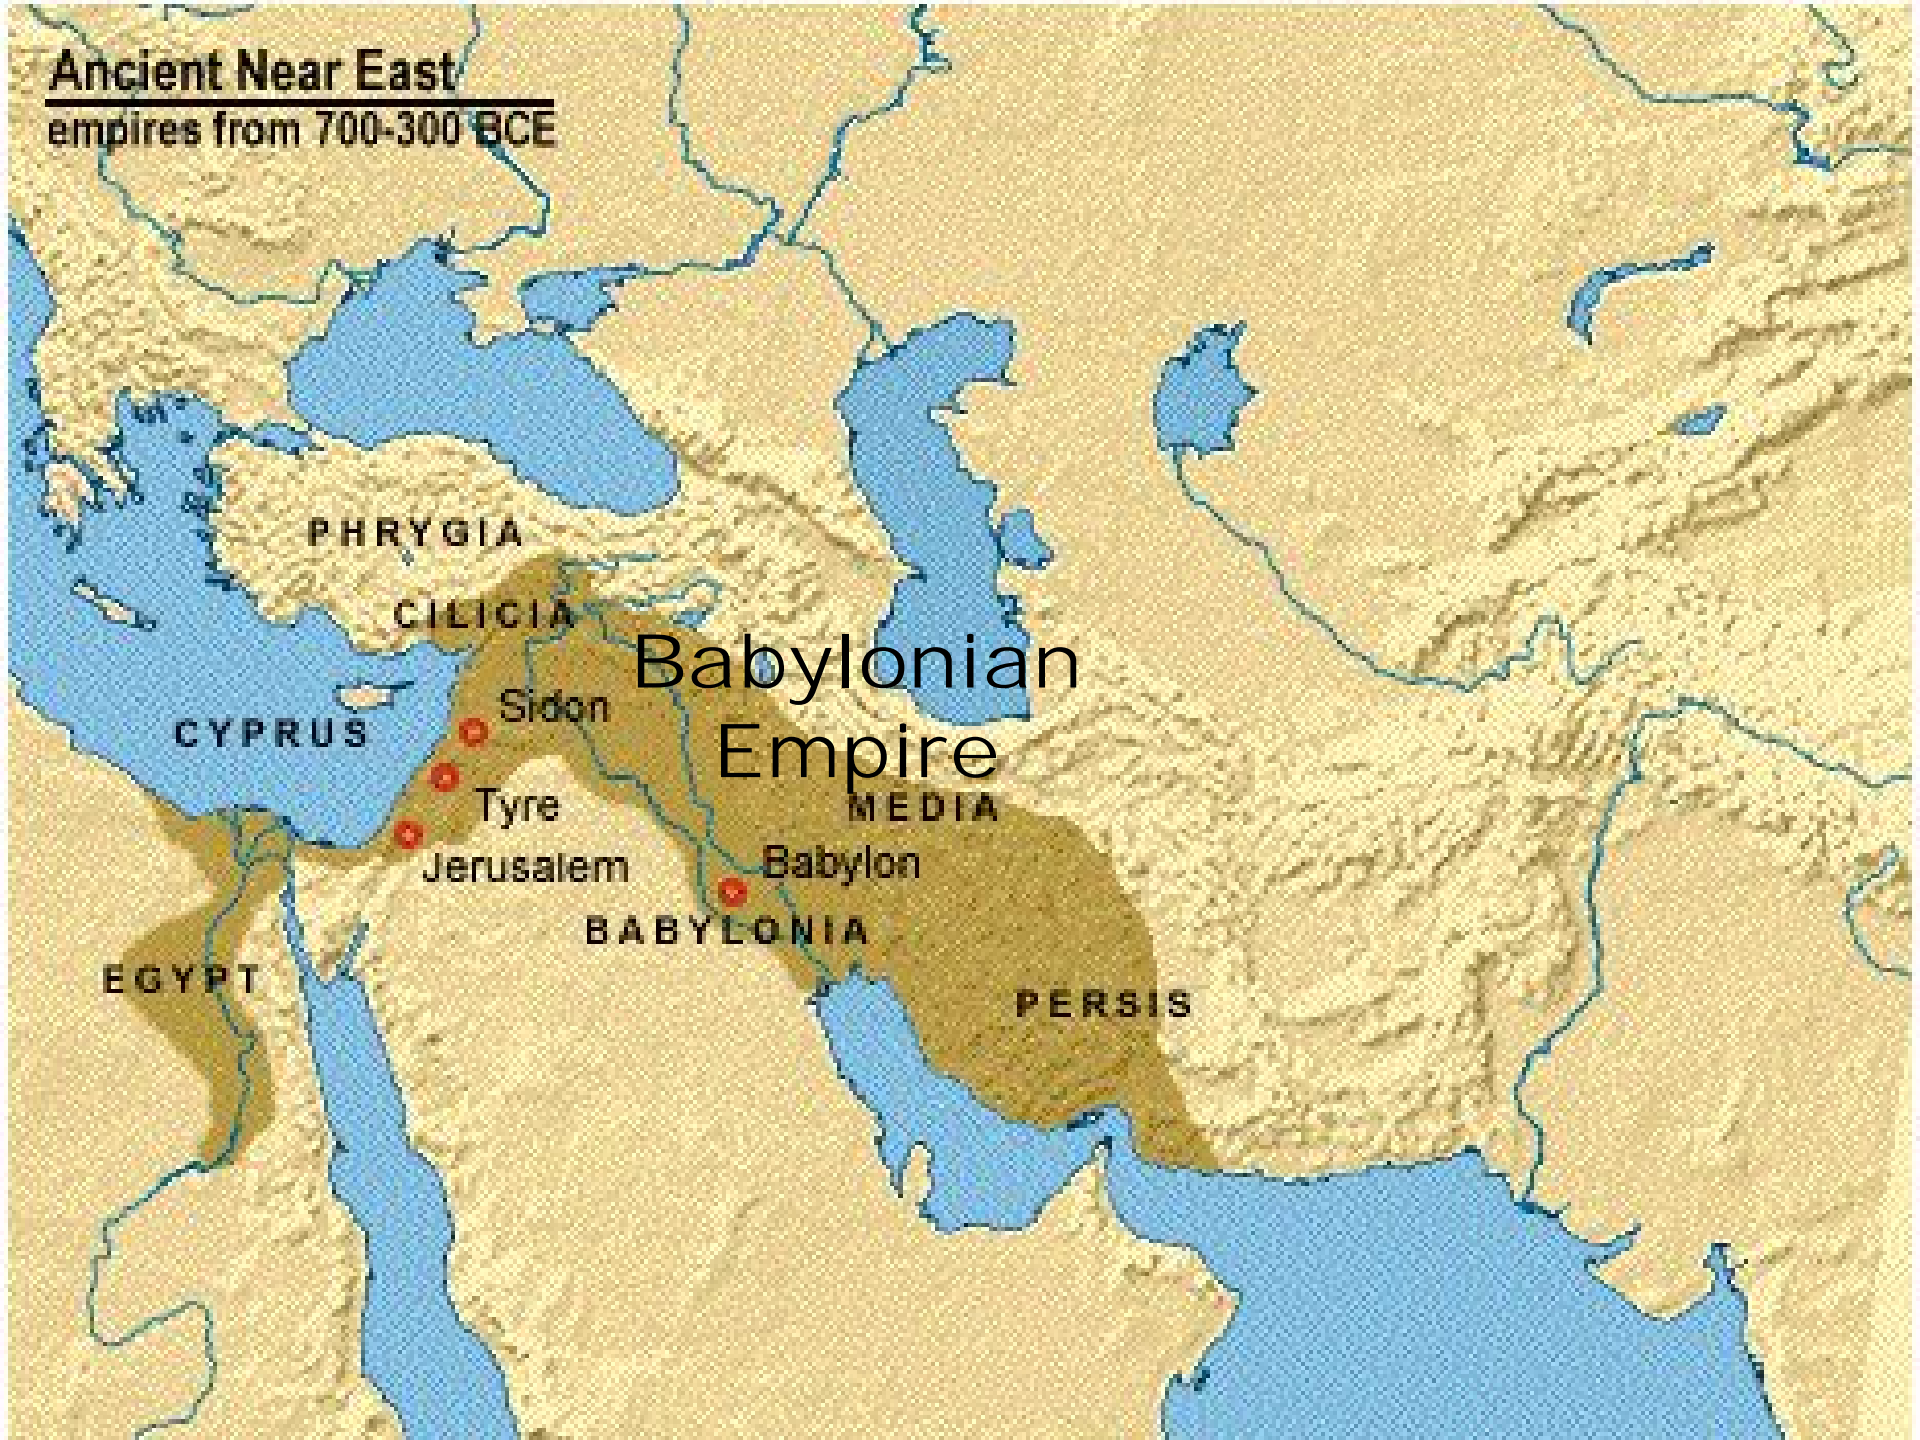 Ancient Near East
empires from 700-300 BCE
PHRYGIA
CILICIA
Babylonian
Empire
Sidon
CYPRUS
Tyre
MEDIA
Jerusalem
Babylon
BABYLONIA
EGYPT
PERSIS